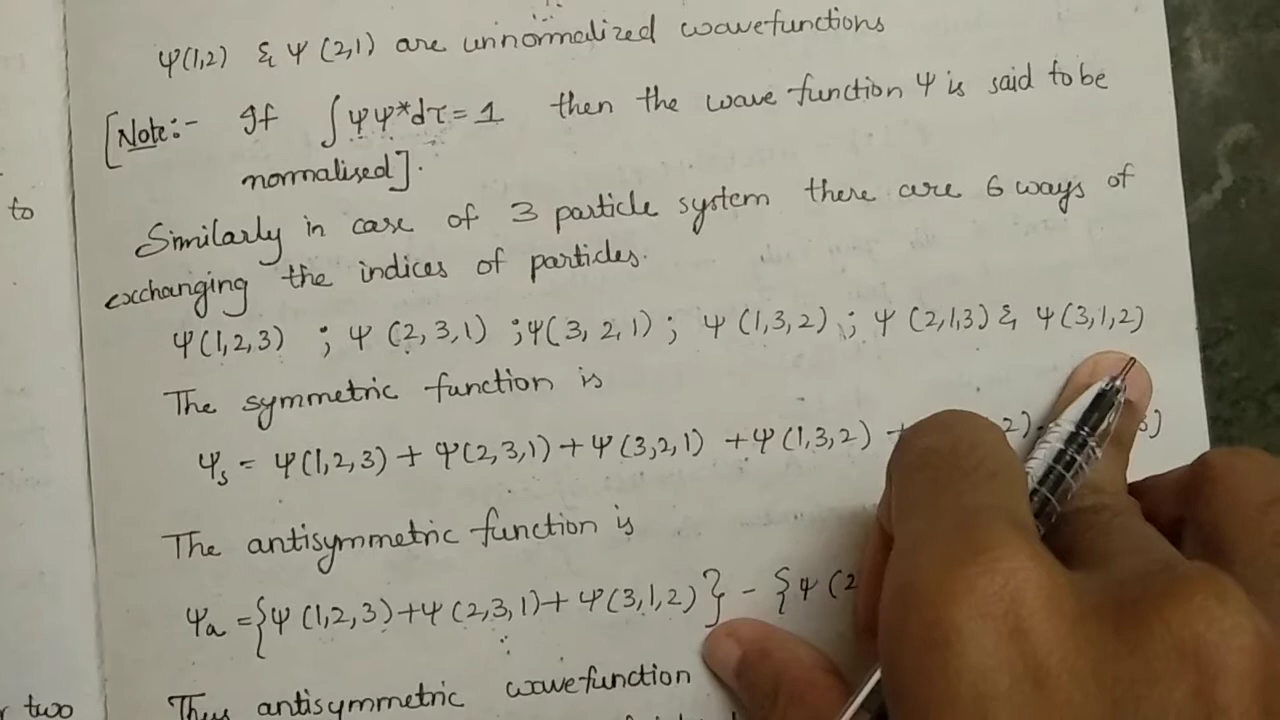 ψ(1,2) & ψ (2,1) are unnormalized wavefunctions
[Note:- If ∫ψψ*dτ=1 then the wave function ψ is said to be
normalised].
to
Similarly in case of 3 particle system there are 6 ways of
exchanging the indices of particles.
ψ(1,2,3) ; ψ (2,3,1) ; ψ(3,2,1) ; ψ(1,3,2) ; ψ (2,1,3) & ψ(3,1,2)
The symmetric function is
ψs = ψ(1,2,3) + ψ(2,3,1) + ψ(3,2,1) + ψ(1,3,2) + 2) 3)
The antisymmetric function is
ψa = {ψ(1,2,3)+ψ(2,3,1)+ψ(3,1,2)} - {ψ(2
Thus antisymmetric wavefunction
two